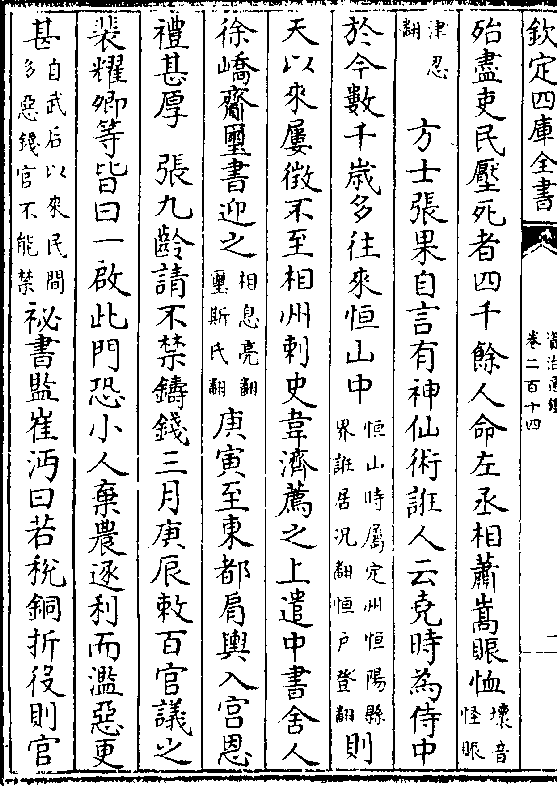 欽定四庫全書
資治通鑑
卷二百十四
殆盡吏民壓死者四千餘人命左丞相蕭嵩賑恤壞音怪賑
津忍翻 方士張果自言有神仙術誑人云堯時為侍中
於今數千歲多往來恒山中恒山時屬定州恒陽縣界誑居况翻恒户登翻則
天以來屢徵不至相州刺史韋濟薦之上遣中書舍人
徐嶠齎璽書迎之相息亮翻璽斯氏翻庚寅至東都肩輿入宫恩
禮甚厚 張九齡請不禁鑄錢三月庚辰敕百官議之
裴耀卿等皆曰一啟此門恐小人棄農逐利而濫惡更
甚自武后以來民間多惡錢官不能禁祕書監崔沔曰若稅銅折役則官